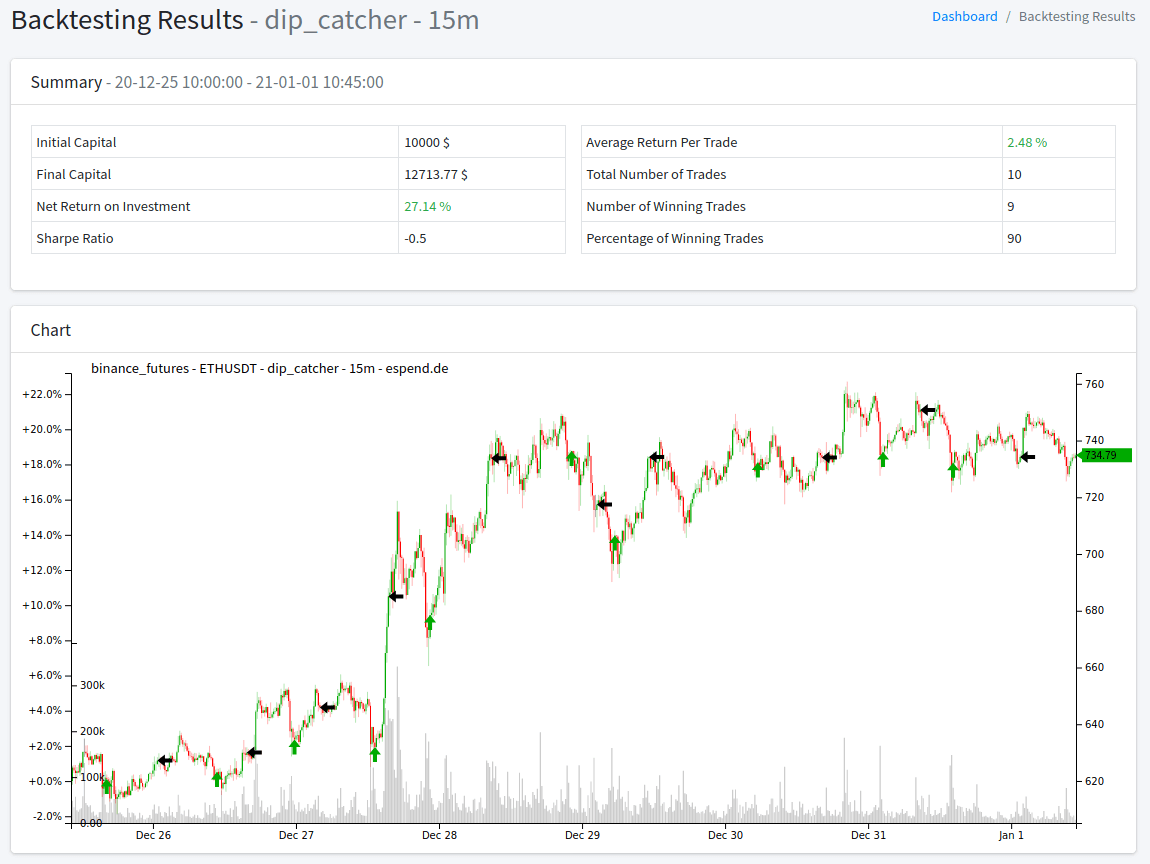 Backtesting Results - dip_catcher - 15m
Dashboard / Backtesting Results
Summary - 20-12-25 10:00:00 - 21-01-01 10:45:00
Initial Capital 10000 $
Final Capital 12713.77 $
Net Return on Investment 27.14 %
Sharpe Ratio -0.5
Average Return Per Trade 2.48 %
Total Number of Trades 10
Number of Winning Trades 9
Percentage of Winning Trades 90
Chart
binance_futures - ETHUSDT - dip_catcher - 15m - espend.de
+22.0%
+20.0%
+18.0%
+16.0%
+14.0%
+12.0%
+10.0%
+8.0%
+6.0%
+4.0%
+2.0%
+0.0%
-2.0%
300k
200k
100k
0.00
760
740
734.79
720
700
680
660
640
620
Dec 26
Dec 27
Dec 28
Dec 29
Dec 30
Dec 31
Jan 1